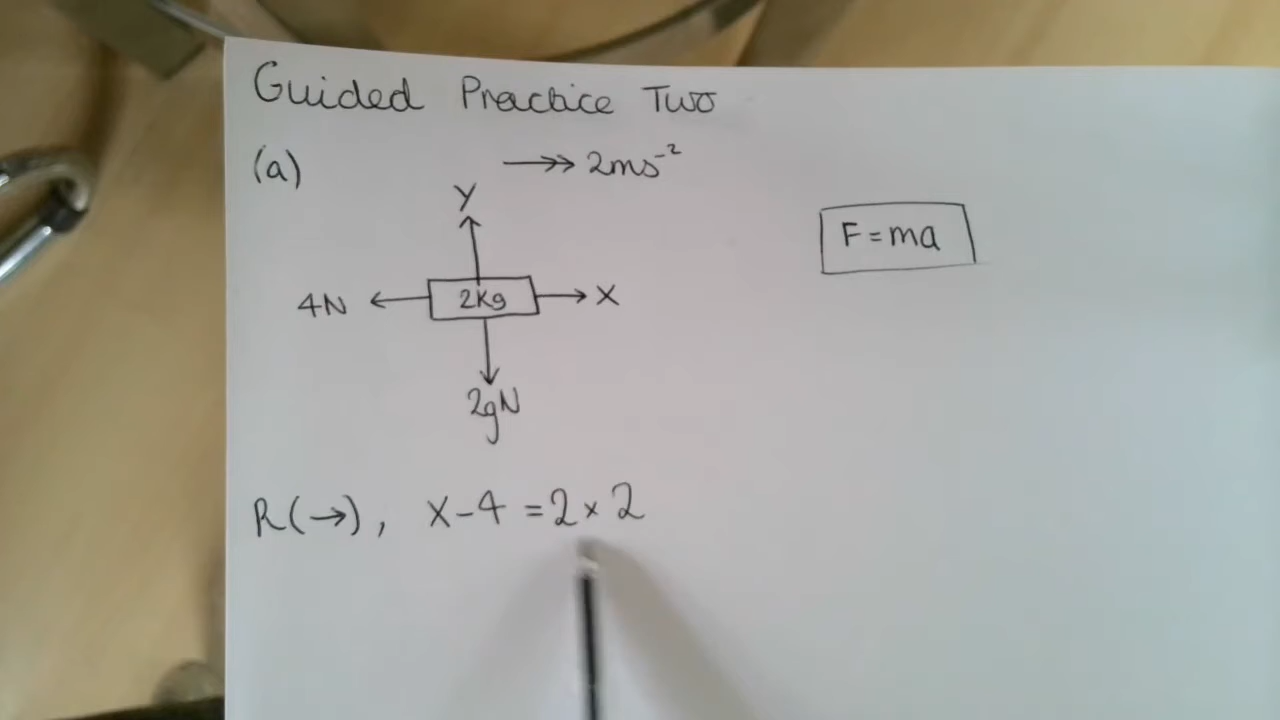 Guided Practice Two
(a)
→» 2ms⁻²
Y
F=ma
4N ← 2Kg → X
2gN
R(→), X-4 =2×2